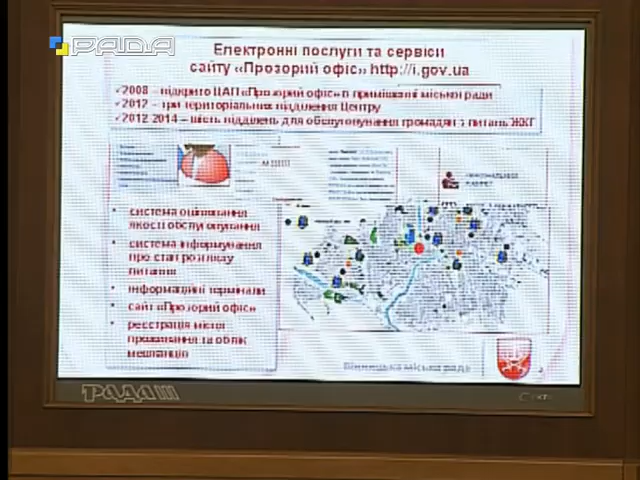 РАДА
Електронні послуги та сервіси
сайту «Прозорий офіс» http://i.gov.ua
✓2008 – відкрито ЦАП «Прозорий офіс» в приміщенні міської ради
✓2012 – три територіальних відділення Центру
✓2012-2014 – шість відділень для обслуговування громадян з питань ЖКГ
• система оцінювання
якості обслуговування
• система інформування
про стан розгляду
питання
• інформаційні термінали
• сайт «Прозорий офіс»
• реєстрація місця
проживання та облік
мешканців
Вінницька міська рада
РАДА III